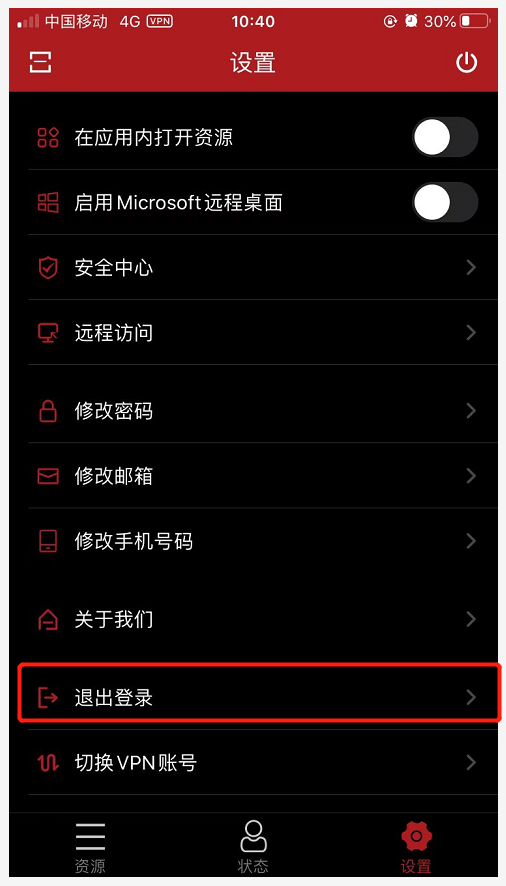 中国移动 4G VPN 10:40 30%
设置
在应用内打开资源
启用Microsoft远程桌面
安全中心
远程访问
修改密码
修改邮箱
修改手机号码
关于我们
退出登录
切换VPN账号
资源 状态 设置